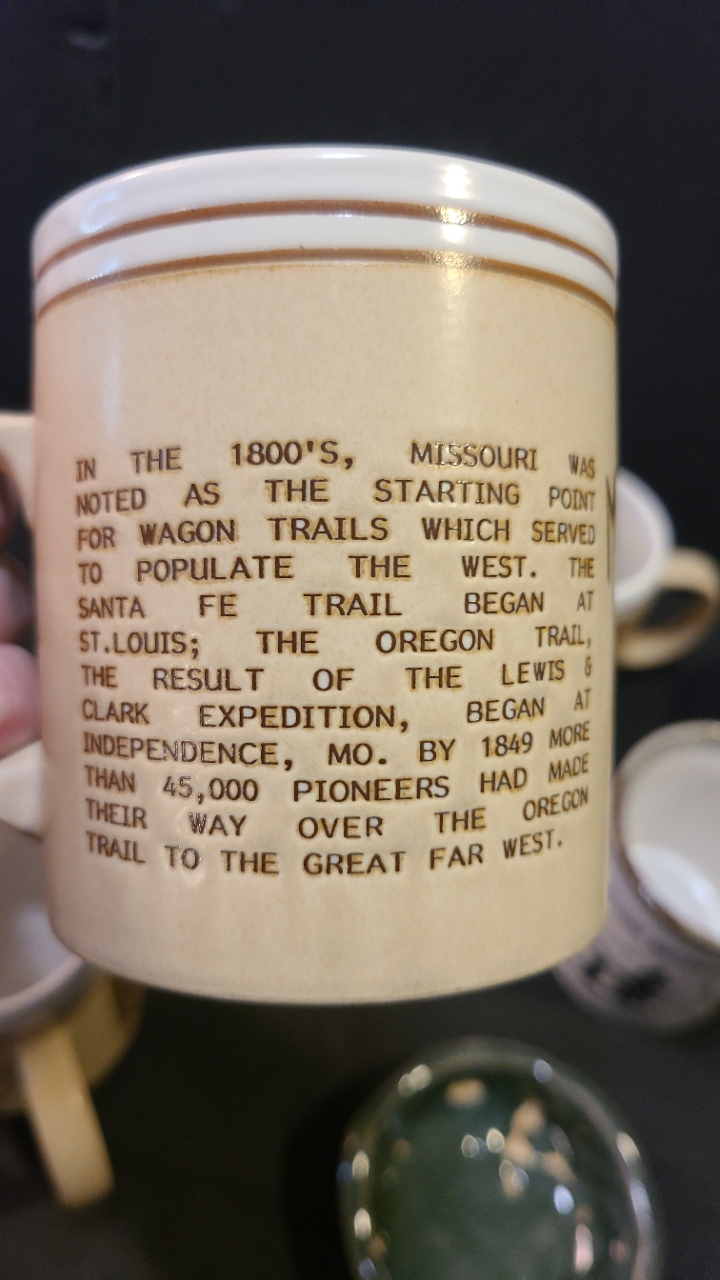 IN THE 1800'S, MISSOURI WAS
NOTED AS THE STARTING POINT
FOR WAGON TRAILS WHICH SERVED
TO POPULATE THE WEST. THE
SANTA FE TRAIL BEGAN AT
ST.LOUIS; THE OREGON TRAIL,
THE RESULT OF THE LEWIS &
CLARK EXPEDITION, BEGAN AT
INDEPENDENCE, MO. BY 1849 MORE
THAN 45,000 PIONEERS HAD MADE
THEIR WAY OVER THE OREGON
TRAIL TO THE GREAT FAR WEST.